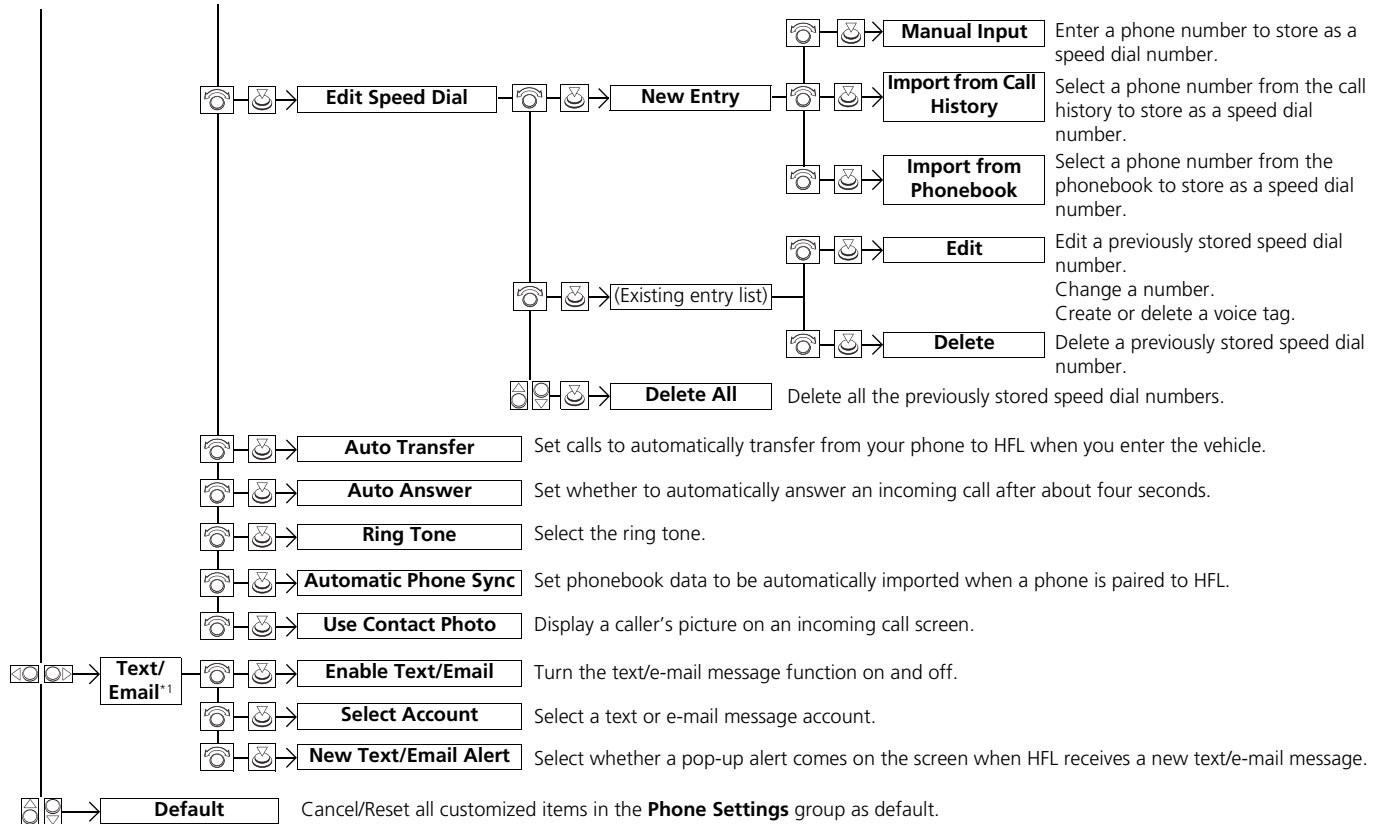 Manual Input
Enter a phone number to store as a
speed dial number.
Edit Speed Dial
New Entry
Import from Call
History
Select a phone number from the call
history to store as a speed dial
number.
Import from
Phonebook
Select a phone number from the
phonebook to store as a speed dial
number.
(Existing entry list)
Edit
Edit a previously stored speed dial
number.
Change a number.
Create or delete a voice tag.
Delete
Delete a previously stored speed dial
number.
Delete All
Delete all the previously stored speed dial numbers.
Auto Transfer
Set calls to automatically transfer from your phone to HFL when you enter the vehicle.
Auto Answer
Set whether to automatically answer an incoming call after about four seconds.
Ring Tone
Select the ring tone.
Automatic Phone Sync
Set phonebook data to be automatically imported when a phone is paired to HFL.
Use Contact Photo
Display a caller's picture on an incoming call screen.
Text/
Email*1
Enable Text/Email
Turn the text/e-mail message function on and off.
Select Account
Select a text or e-mail message account.
New Text/Email Alert
Select whether a pop-up alert comes on the screen when HFL receives a new text/e-mail message.
Default
Cancel/Reset all customized items in the Phone Settings group as default.